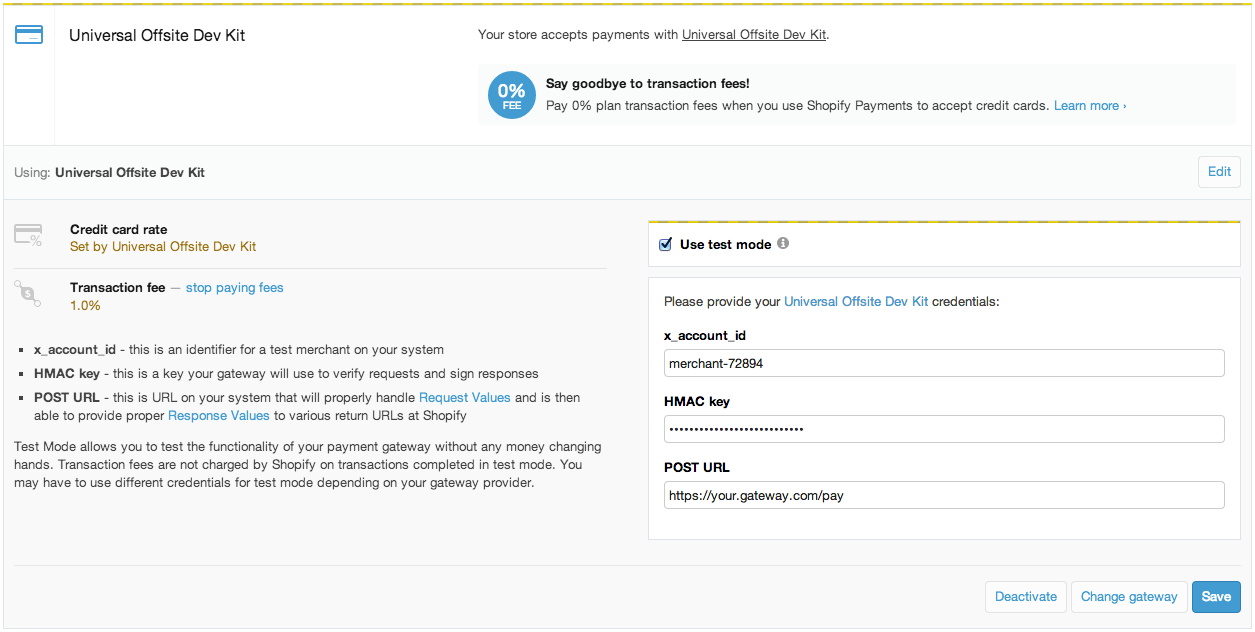 Universal Offsite Dev Kit
Your store accepts payments with Universal Offsite Dev Kit.
0%
FEE
Say goodbye to transaction fees!
Pay 0% plan transaction fees when you use Shopify Payments to accept credit cards. Learn more ›
Using: Universal Offsite Dev Kit
Edit
Credit card rate
Set by Universal Offsite Dev Kit
Transaction fee — stop paying fees
1.0%
▪ x_account_id - this is an identifier for a test merchant on your system
▪ HMAC key - this is a key your gateway will use to verify requests and sign responses
▪ POST URL - this is URL on your system that will properly handle Request Values and is then
able to provide proper Response Values to various return URLs at Shopify
Test Mode allows you to test the functionality of your payment gateway without any money changing
hands. Transaction fees are not charged by Shopify on transactions completed in test mode. You
may have to use different credentials for test mode depending on your gateway provider.
Use test mode
Please provide your Universal Offsite Dev Kit credentials:
x_account_id
merchant-72894
HMAC key
•••••••••••••••••••••••••••
POST URL
https://your.gateway.com/pay
Deactivate
Change gateway
Save